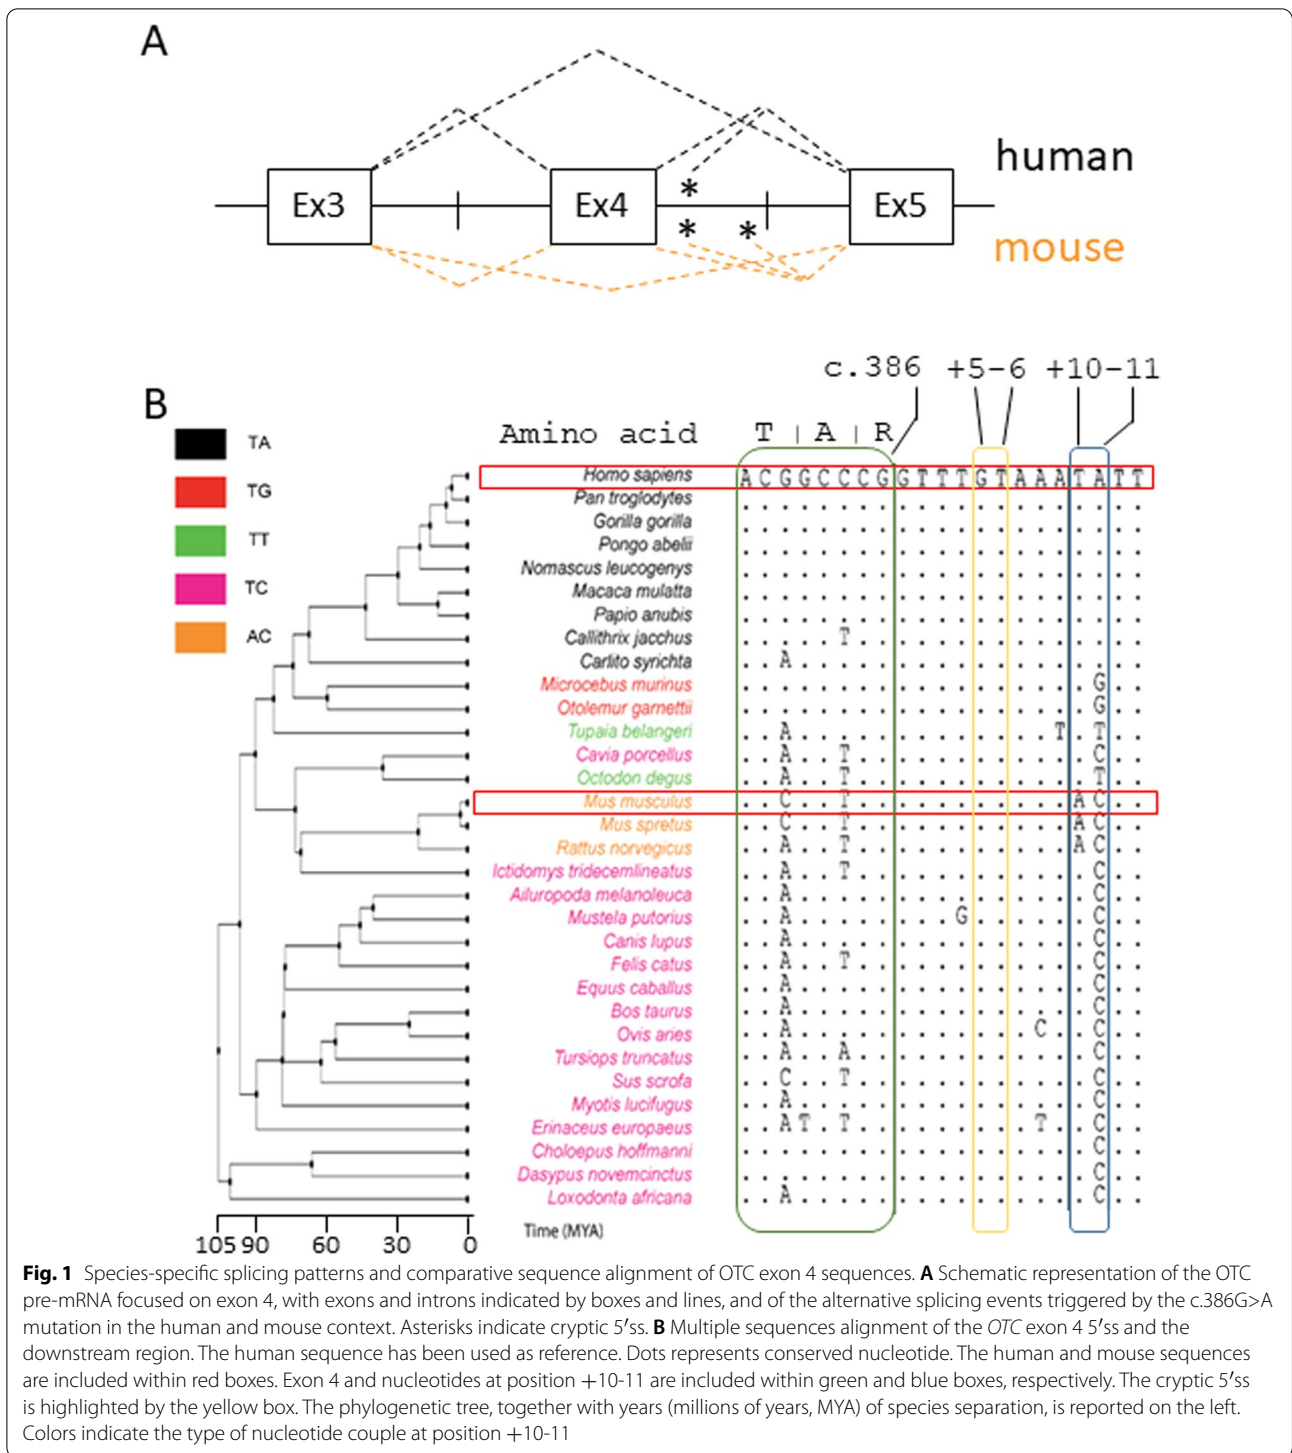 A
human
Ex3 Ex4 Ex5
*
* *
mouse
c.386 +5-6 +10-11
B
TA
TG
TT
TC
AC
Amino acid T | A | R
Homo sapiens A C G G C C C G G T T T G T A A A T A T T
Pan troglodytes . . . . . . . . . . . . . . . . . . . . .
Gorilla gorilla . . . . . . . . . . . . . . . . . . . . .
Pongo abelii . . . . . . . . . . . . . . . . . . . . .
Nomascus leucogenys . . . . . . . . . . . . . . . . . . . . .
Macaca mulatta . . . . . . . . . . . . . . . . . . . . .
Papio anubis . . . . . . . . . . . . . . . . . . . . .
Callithrix jacchus . . . . . T . . . . . . . . . . . . . . .
Carlito syrichta . . A . . . . . . . . . . . . . . . . . .
Microcebus murinus . . . . . . . . . . . . . . . . . . G . .
Otolemur garnettii . . . . . . . . . . . . . . . . . . G . .
Tupaia belangeri . . A . . . . . . . . . . . . . T . T . .
Cavia porcellus . . A . . T . . . . . . . . . . . . C . .
Octodon degus . . A . . T . . . . . . . . . . . . T . .
Mus musculus . . C . . T . . . . . . . . . . . A C . .
Mus spretus . . C . . T . . . . . . . . . . . A C . .
Rattus norvegicus . . A . . T . . . . . . . . . . . A C . .
Ictidomys tridecemlineatus . . A . . T . . . . . . . . . . . . C . .
Ailuropoda melanoleuca . . A . . . . . . . . . . . . . . . C . .
Mustela putorius . . A . . . . . . . . G . . . . . . C . .
Canis lupus . . A . . . . . . . . . . . . . . . C . .
Felis catus . . A . . T . . . . . . . . . . . . C . .
Equus caballus . . A . . . . . . . . . . . . . . . C . .
Bos taurus . . A . . . . . . . . . . . . . . . C . .
Ovis aries . . A . . . . . . . . . . . . C . . C . .
Tursiops truncatus . . A . . A . . . . . . . . . . . . C . .
Sus scrofa . . C . . T . . . . . . . . . . . . C . .
Myotis lucifugus . . A . . . . . . . . . . . . . . . C . .
Erinaceus europaeus . . A T . T . . . . . . . . . T . . C . .
Choloepus hoffmanni . . . . . . . . . . . . . . . . . . C . .
Dasypus novemcinctus . . . . . . . . . . . . . . . . . . C . .
Loxodonta africana . . A . . . . . . . . . . . . . . . C . .
105 90 60 30 0 Time (MYA)
Fig. 1 Species-specific splicing patterns and comparative sequence alignment of OTC exon 4 sequences. A Schematic representation of the OTC
pre-mRNA focused on exon 4, with exons and introns indicated by boxes and lines, and of the alternative splicing events triggered by the c.386G>A
mutation in the human and mouse context. Asterisks indicate cryptic 5′ss. B Multiple sequences alignment of the OTC exon 4 5′ss and the
downstream region. The human sequence has been used as reference. Dots represents conserved nucleotide. The human and mouse sequences
are included within red boxes. Exon 4 and nucleotides at position +10-11 are included within green and blue boxes, respectively. The cryptic 5′ss
is highlighted by the yellow box. The phylogenetic tree, together with years (millions of years, MYA) of species separation, is reported on the left.
Colors indicate the type of nucleotide couple at position +10-11